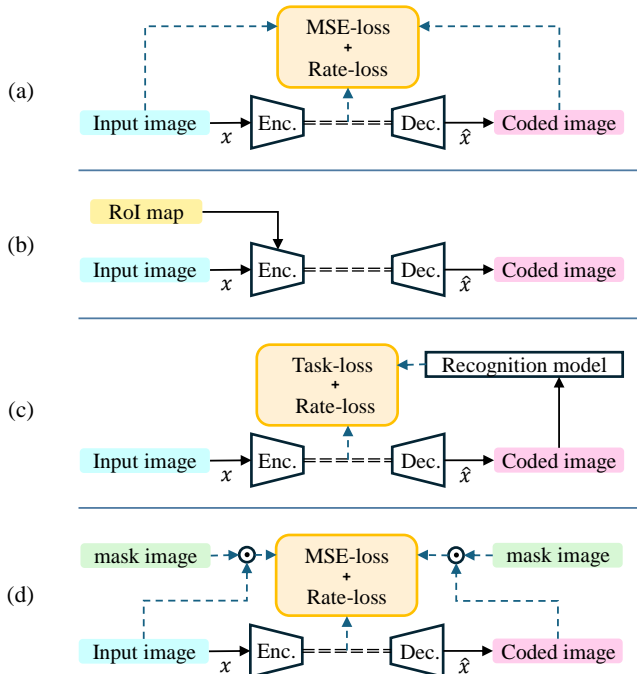 MSE-loss
+
Rate-loss
(a)
Input image
x
Enc.
Dec.
x̂
Coded image
RoI map
(b)
Input image
x
Enc.
Dec.
x̂
Coded image
Task-loss
+
Rate-loss
Recognition model
(c)
Input image
x
Enc.
Dec.
x̂
Coded image
mask image
MSE-loss
+
Rate-loss
mask image
(d)
Input image
x
Enc.
Dec.
x̂
Coded image